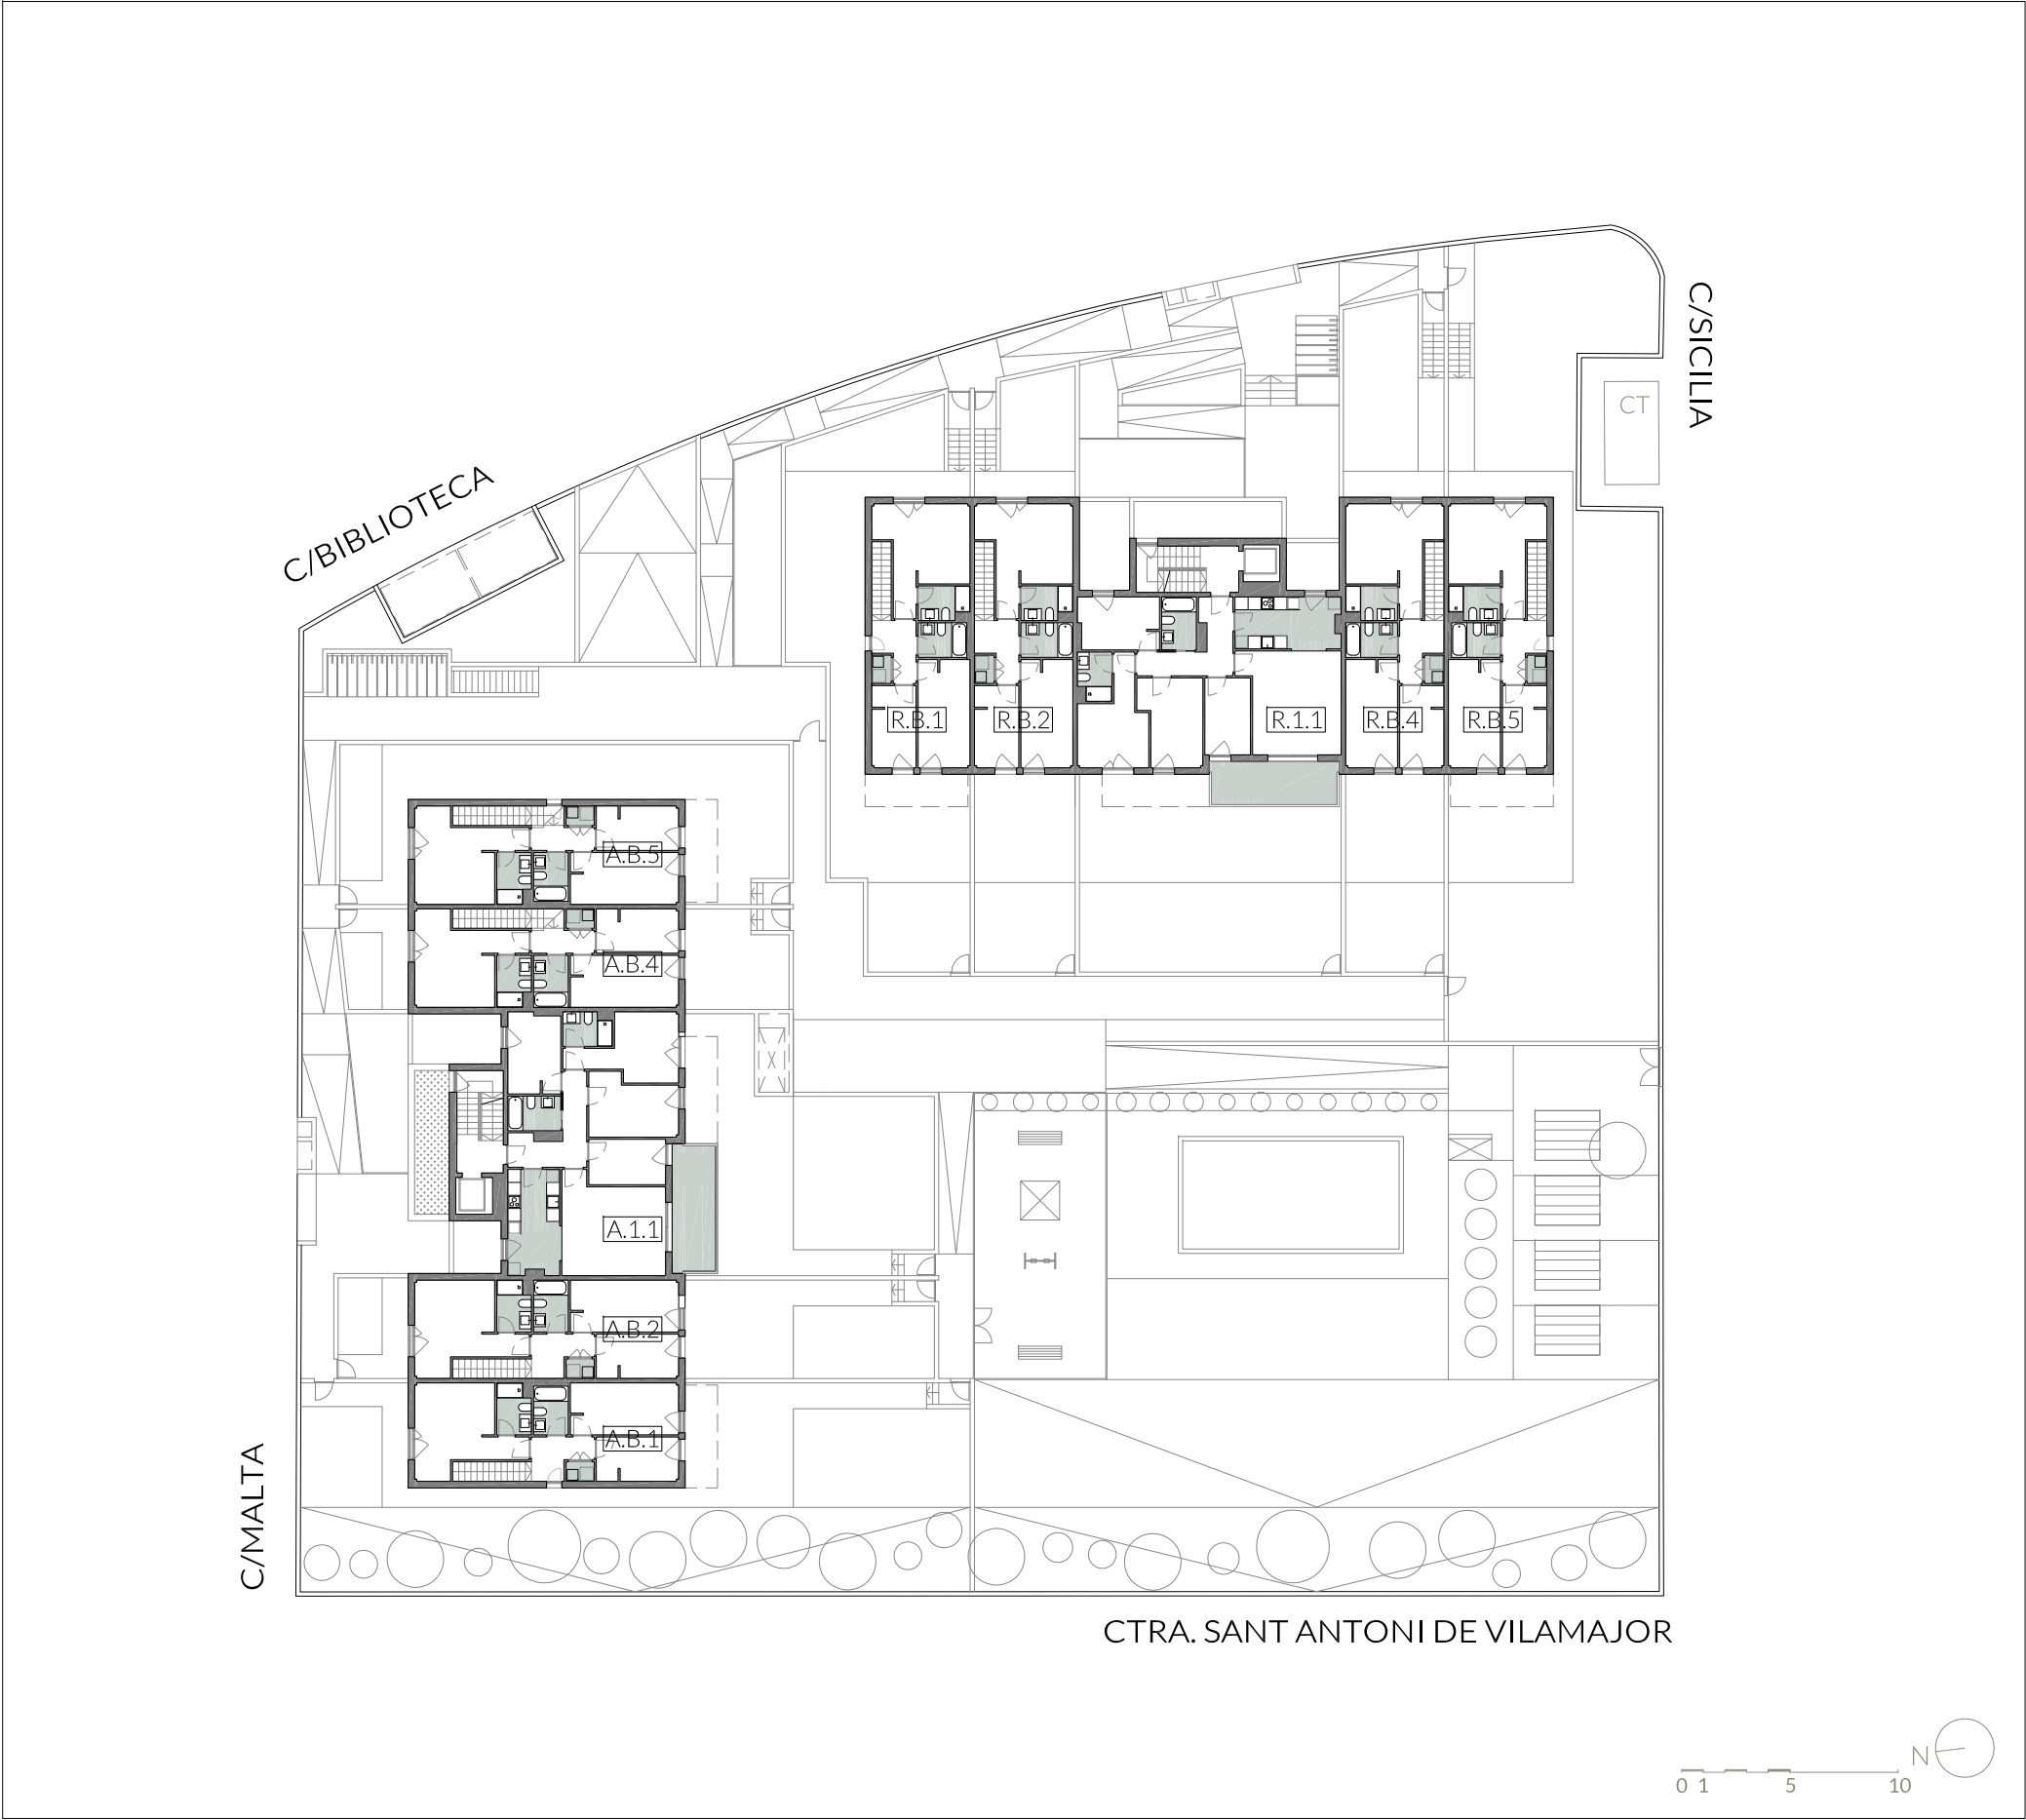 C/SICILIA
CT
C/BIBLIOTECA
R.B.1
R.B.2
R.1.1
R.B.4
R.B.5
A.B.5
A.B.4
A.1.1
A.B.2
A.B.1
C/MALTA
CTRA. SANT ANTONI DE VILAMAJOR
N
0 1 5 10